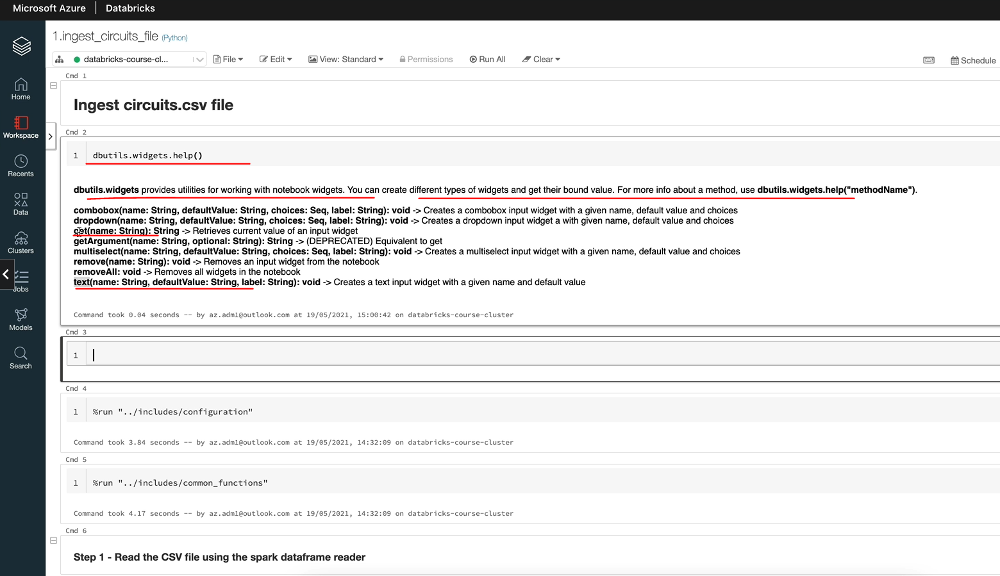 Microsoft Azure | Databricks
1.ingest_circuits_file (Python)
databricks-course-cl...
File
Edit
View: Standard
Permissions
Run All
Clear
Schedule
Home
Workspace
Recents
Data
Clusters
Jobs
Models
Search
Cmd 1
Ingest circuits.csv file
Cmd 2
1 dbutils.widgets.help()
dbutils.widgets provides utilities for working with notebook widgets. You can create different types of widgets and get their bound value. For more info about a method, use dbutils.widgets.help("methodName").
combobox(name: String, defaultValue: String, choices: Seq, label: String): void -> Creates a combobox input widget with a given name, default value and choices
dropdown(name: String, defaultValue: String, choices: Seq, label: String): void -> Creates a dropdown input widget a with given name, default value and choices
get(name: String): String -> Retrieves current value of an input widget
getArgument(name: String, optional: String): String -> (DEPRECATED) Equivalent to get
multiselect(name: String, defaultValue: String, choices: Seq, label: String): void -> Creates a multiselect input widget with a given name, default value and choices
remove(name: String): void -> Removes an input widget from the notebook
removeAll: void -> Removes all widgets in the notebook
text(name: String, defaultValue: String, label: String): void -> Creates a text input widget with a given name and default value
Command took 0.04 seconds -- by az.adm1@outlook.com at 19/05/2021, 15:00:42 on databricks-course-cluster
Cmd 3
1
Cmd 4
1 %run "../includes/configuration"
Command took 3.84 seconds -- by az.adm1@outlook.com at 19/05/2021, 14:32:09 on databricks-course-cluster
Cmd 5
1 %run "../includes/common_functions"
Command took 4.17 seconds -- by az.adm1@outlook.com at 19/05/2021, 14:32:09 on databricks-course-cluster
Cmd 6
Step 1 - Read the CSV file using the spark dataframe reader